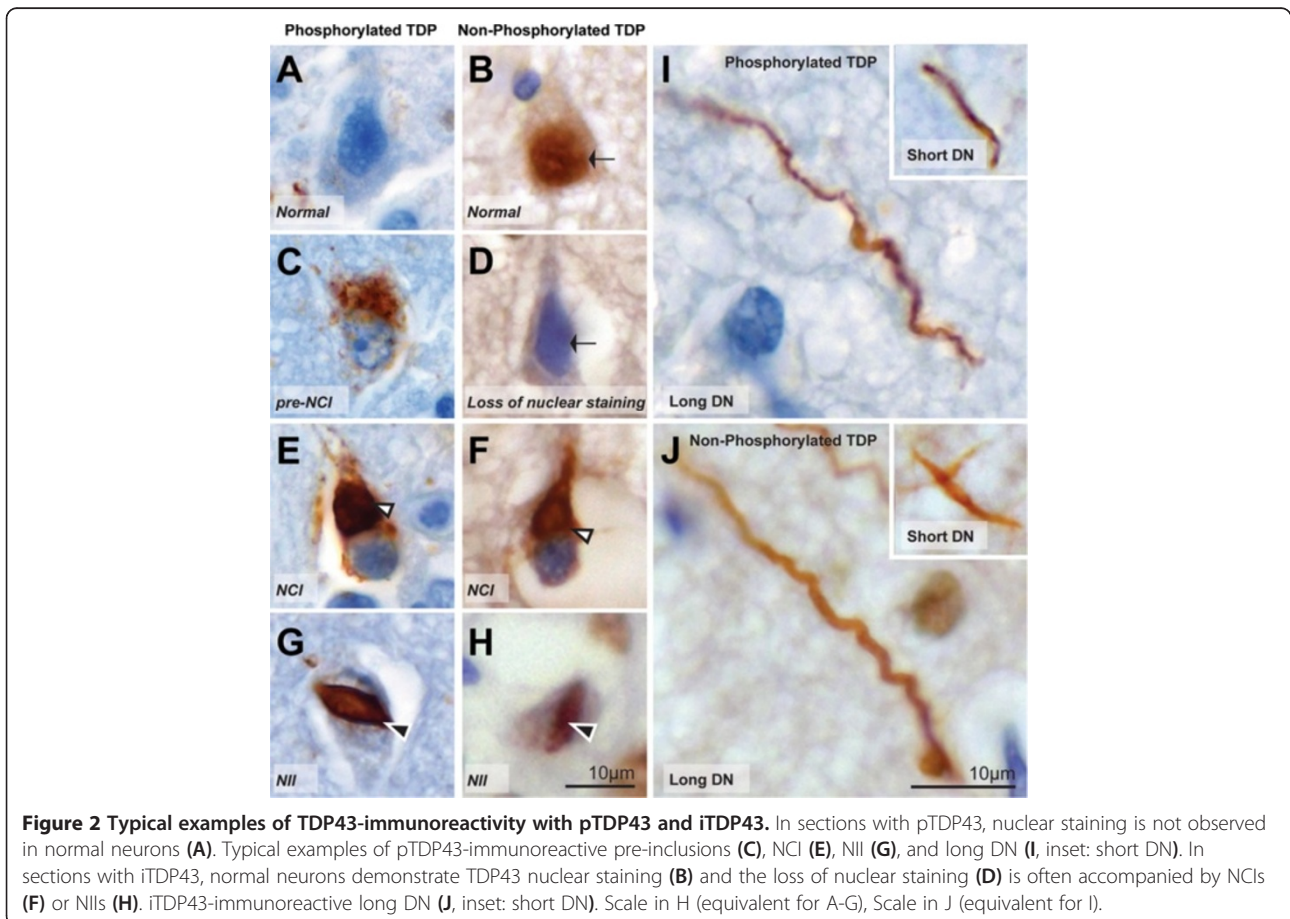 Phosphorylated TDP Non-Phosphorylated TDP
A
Normal
B
Normal
I
Phosphorylated TDP
Short DN
Long DN
C
pre-NCI
D
Loss of nuclear staining
E
NCI
F
NCI
J
Non-Phosphorylated TDP
Short DN
Long DN
10µm
G
NII
H
NII
10µm
Figure 2 Typical examples of TDP43-immunoreactivity with pTDP43 and iTDP43. In sections with pTDP43, nuclear staining is not observed
in normal neurons (A). Typical examples of pTDP43-immunoreactive pre-inclusions (C), NCI (E), NII (G), and long DN (I, inset: short DN). In
sections with iTDP43, normal neurons demonstrate TDP43 nuclear staining (B) and the loss of nuclear staining (D) is often accompanied by NCIs
(F) or NIIs (H). iTDP43-immunoreactive long DN (J, inset: short DN). Scale in H (equivalent for A-G), Scale in J (equivalent for I).